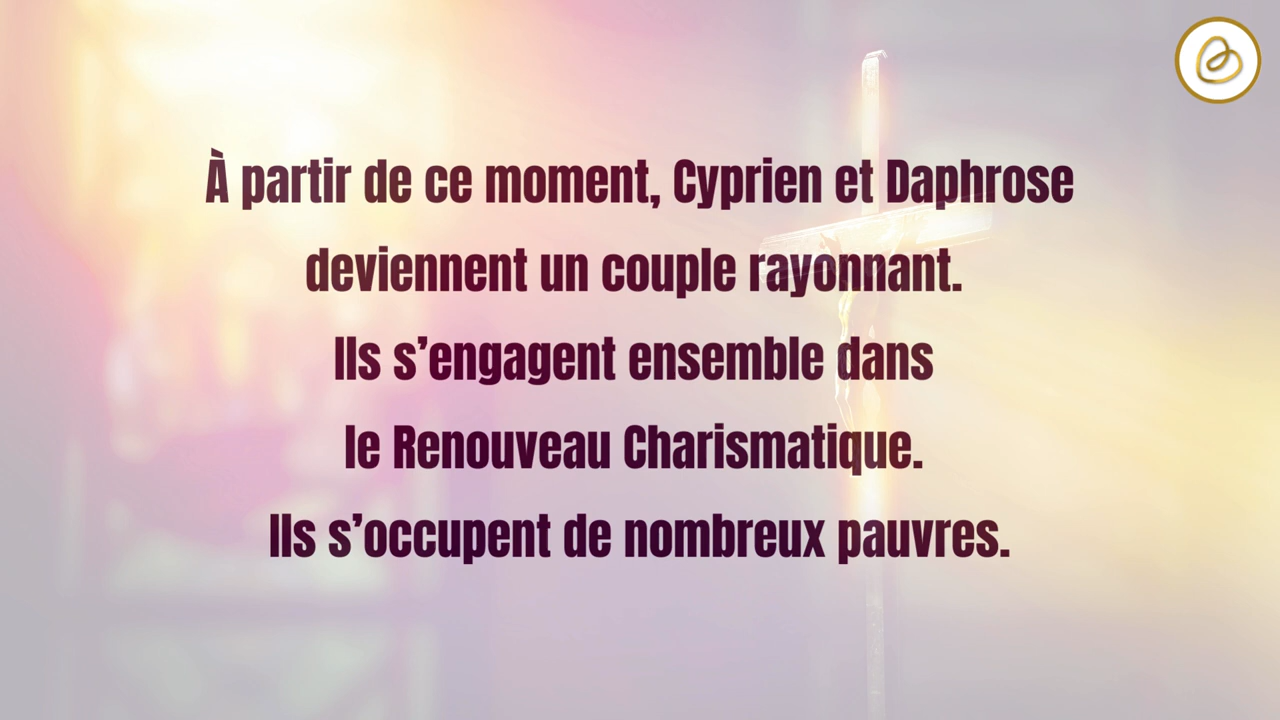 À partir de ce moment, Cyprien et Daphrose
deviennent un couple rayonnant.
Ils s’engagent ensemble dans
le Renouveau Charismatique.
Ils s’occupent de nombreux pauvres.